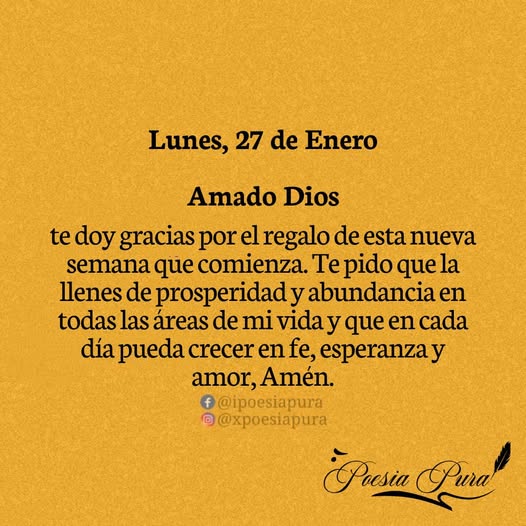 Lunes, 27 de Enero
Amado Dios
te doy gracias por el regalo de esta nueva
semana que comienza. Te pido que la
llenes de prosperidad y abundancia en
todas las áreas de mi vida y que en cada
día pueda crecer en fe, esperanza y
amor, Amén.
@ipoesiapura
@xpoesiapura
Poesia Pura